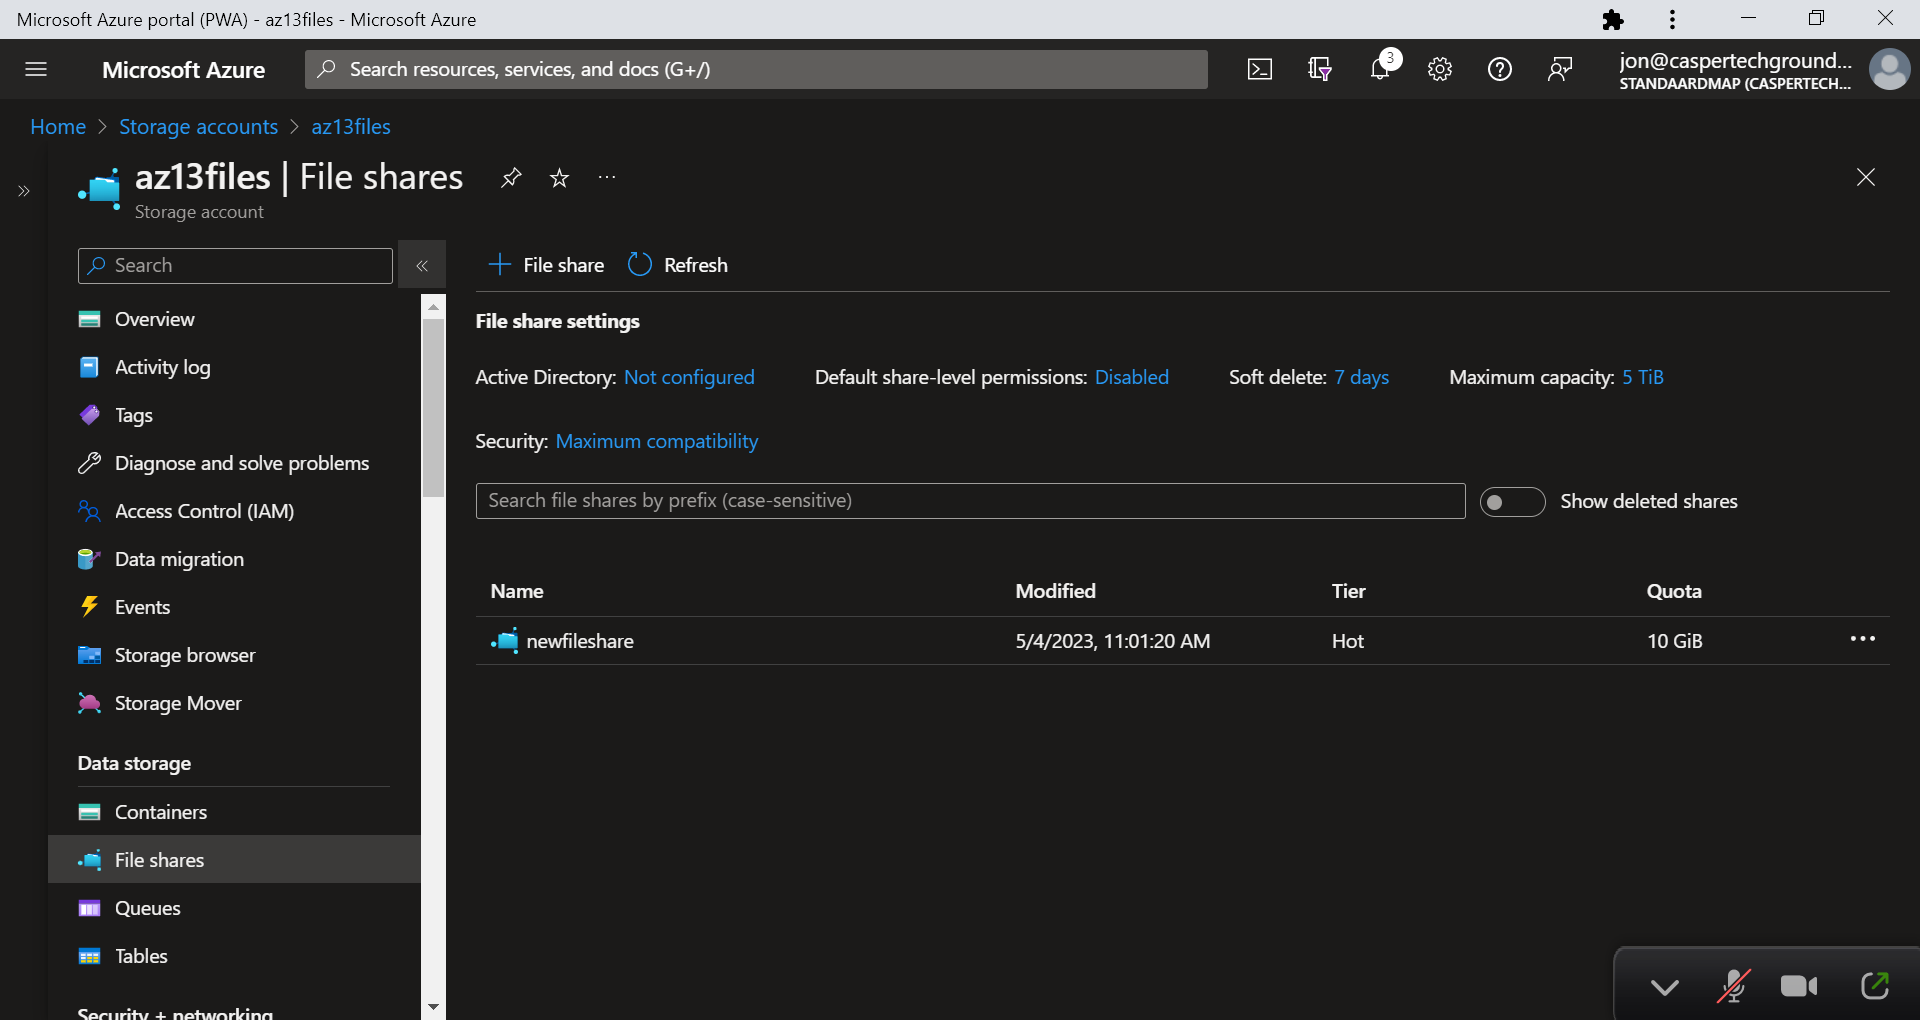 Microsoft Azure portal (PWA) - az13files - Microsoft Azure
Microsoft Azure
Search resources, services, and docs (G+/)
3
jon@caspertechground...
STANDAARDMAP (CASPERTECH...
Home > Storage accounts > az13files
az13files | File shares
Storage account
Search
Overview
Activity log
Tags
Diagnose and solve problems
Access Control (IAM)
Data migration
Events
Storage browser
Storage Mover
Data storage
Containers
File shares
Queues
Tables
Security + networking
File share
Refresh
File share settings
Active Directory: Not configured
Default share-level permissions: Disabled
Soft delete: 7 days
Maximum capacity: 5 TiB
Security: Maximum compatibility
Search file shares by prefix (case-sensitive)
Show deleted shares
Name Modified Tier Quota
newfileshare 5/4/2023, 11:01:20 AM Hot 10 GiB